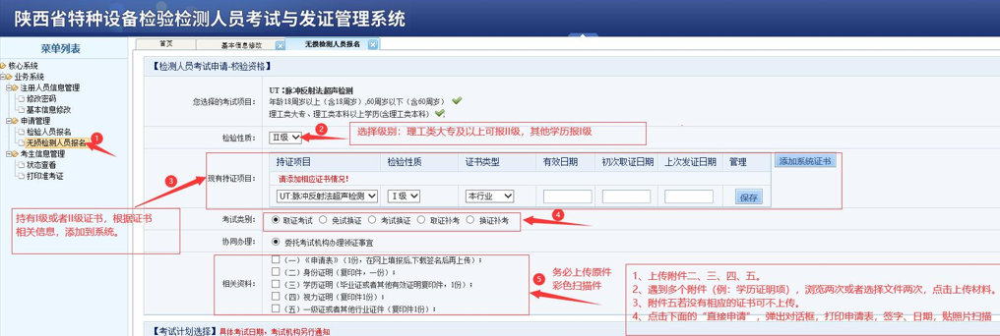 陕西省特种设备检验检测人员考试与发证管理系统
菜单列表
首页
基本信息修改
无损检测人员报名
核心系统
业务系统
注册人员信息管理
修改密码
基本信息修改
申请管理
检验人员报名
无损检测人员报名
考生信息管理
状态查看
打印准考证
1
【检测人员考试申请-校验资格】
您选择的考试项目：
UT：脉冲反射法超声检测
年龄18周岁以上（含18周岁）,60周岁以下（含60周岁）
理工类大专、理工类本科以上学历(含理工类本科)
检验性质：
II级
2
选择级别：理工类大专及以上可报II级，其他学历报I级
3
现有持证项目：
持证项目 检验性质 证书类型 有效日期 初次取证日期 上次发证日期 管理
添加系统证书
请添加相应证书情况！
UT.脉冲反射法超声检测 I级 本行业 保存
持有I级或者II级证书，根据证书
相关信息，添加到系统。
考试类别：
取证考试 免试换证 考试换证 取证补考 换证补考
4
协同办理：
委托考试机构办理领证事宜
相关资料：
（一）《申请表》（1份，在网上填报后,下载签名后再上传）；
（二）身份证明（复印件，一份）；
（三）学历证明（毕业证或者其他有效证明复印件，1份）；
（四）视力证明（复印件1份）；
（五）一级证或者其他行业证件（复印件1份）；
5
务必上传原件
彩色扫描件
1、上传附件二、三、四、五。
2、遇到多个附件（例：学历证明项），浏览两次或者选择文件两次，点击上传材料。
3、附件五若没有相应的证书可不上传。
4、点击下面的“直接申请”，弹出对话框，打印申请表，签字、日期，贴照片扫描
【考试计划选择】具体考试日期，考试机构另行通知